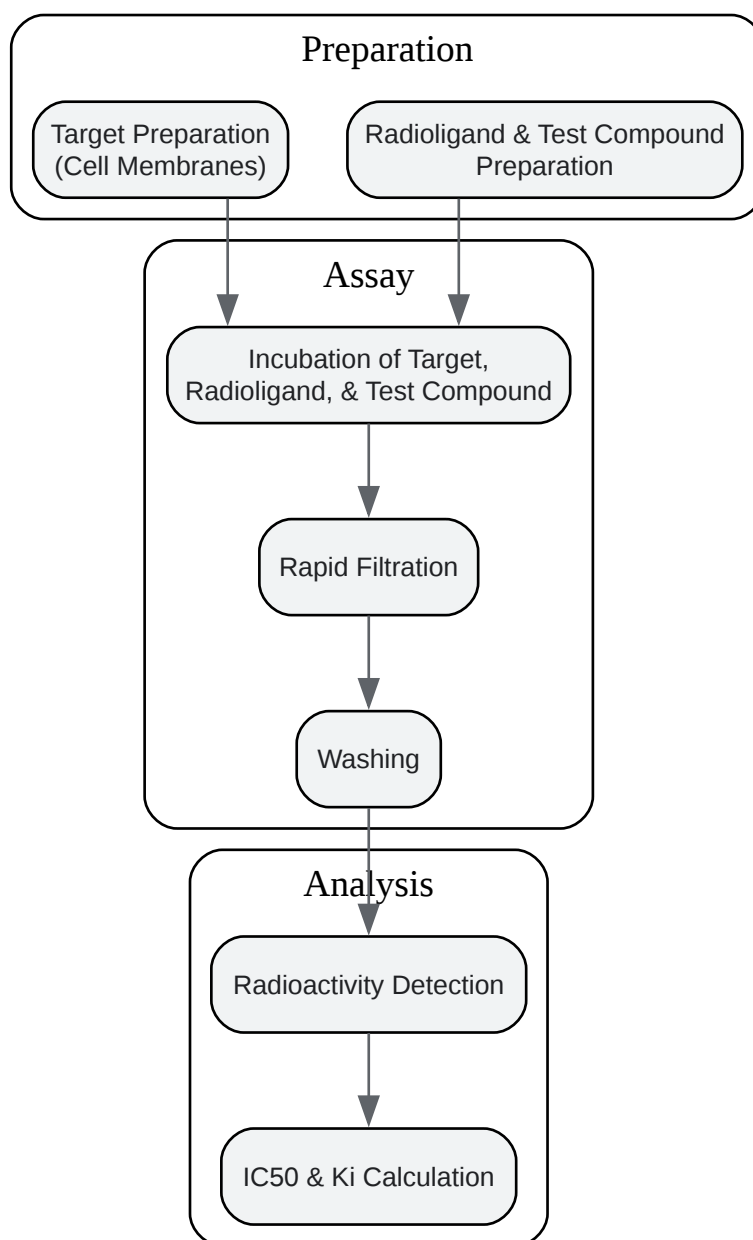 Preparation
Target Preparation
(Cell Membranes)
Radioligand & Test Compound
Preparation
Assay
Incubation of Target,
Radioligand, & Test Compound
Rapid Filtration
Washing
Analysis
Radioactivity Detection
IC50 & Ki Calculation